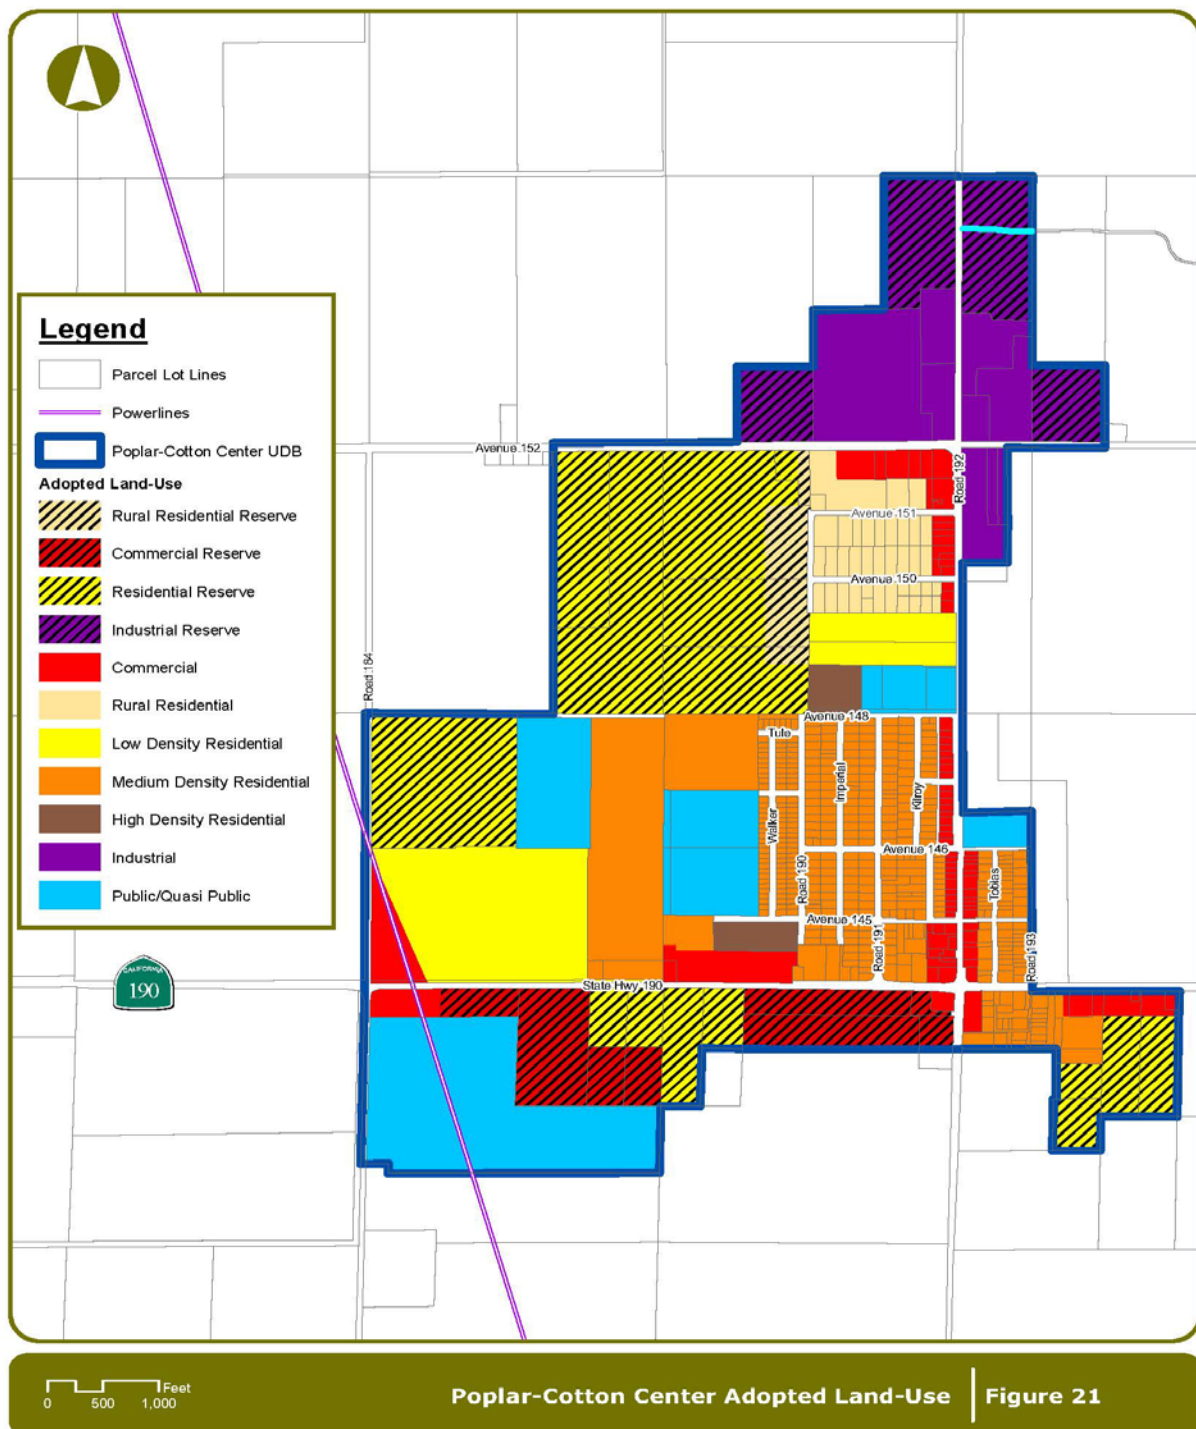 Legend
Parcel Lot Lines
Powerlines
Poplar-Cotton Center UDB
Adopted Land-Use
Rural Residential Reserve
Commercial Reserve
Residential Reserve
Industrial Reserve
Commercial
Rural Residential
Low Density Residential
Medium Density Residential
High Density Residential
Industrial
Public/Quasi Public
CALIFORNIA
190
Avenue 152
Road 192
Avenue 151
Avenue 150
Road 184
Avenue 148
Tule
Imperial
Kilroy
Walker
Avenue 146
Road 190
Tobias
Avenue 145
Road 191
Road 193
State Hwy 190
Feet
0 500 1,000
Poplar-Cotton Center Adopted Land-Use
Figure 21